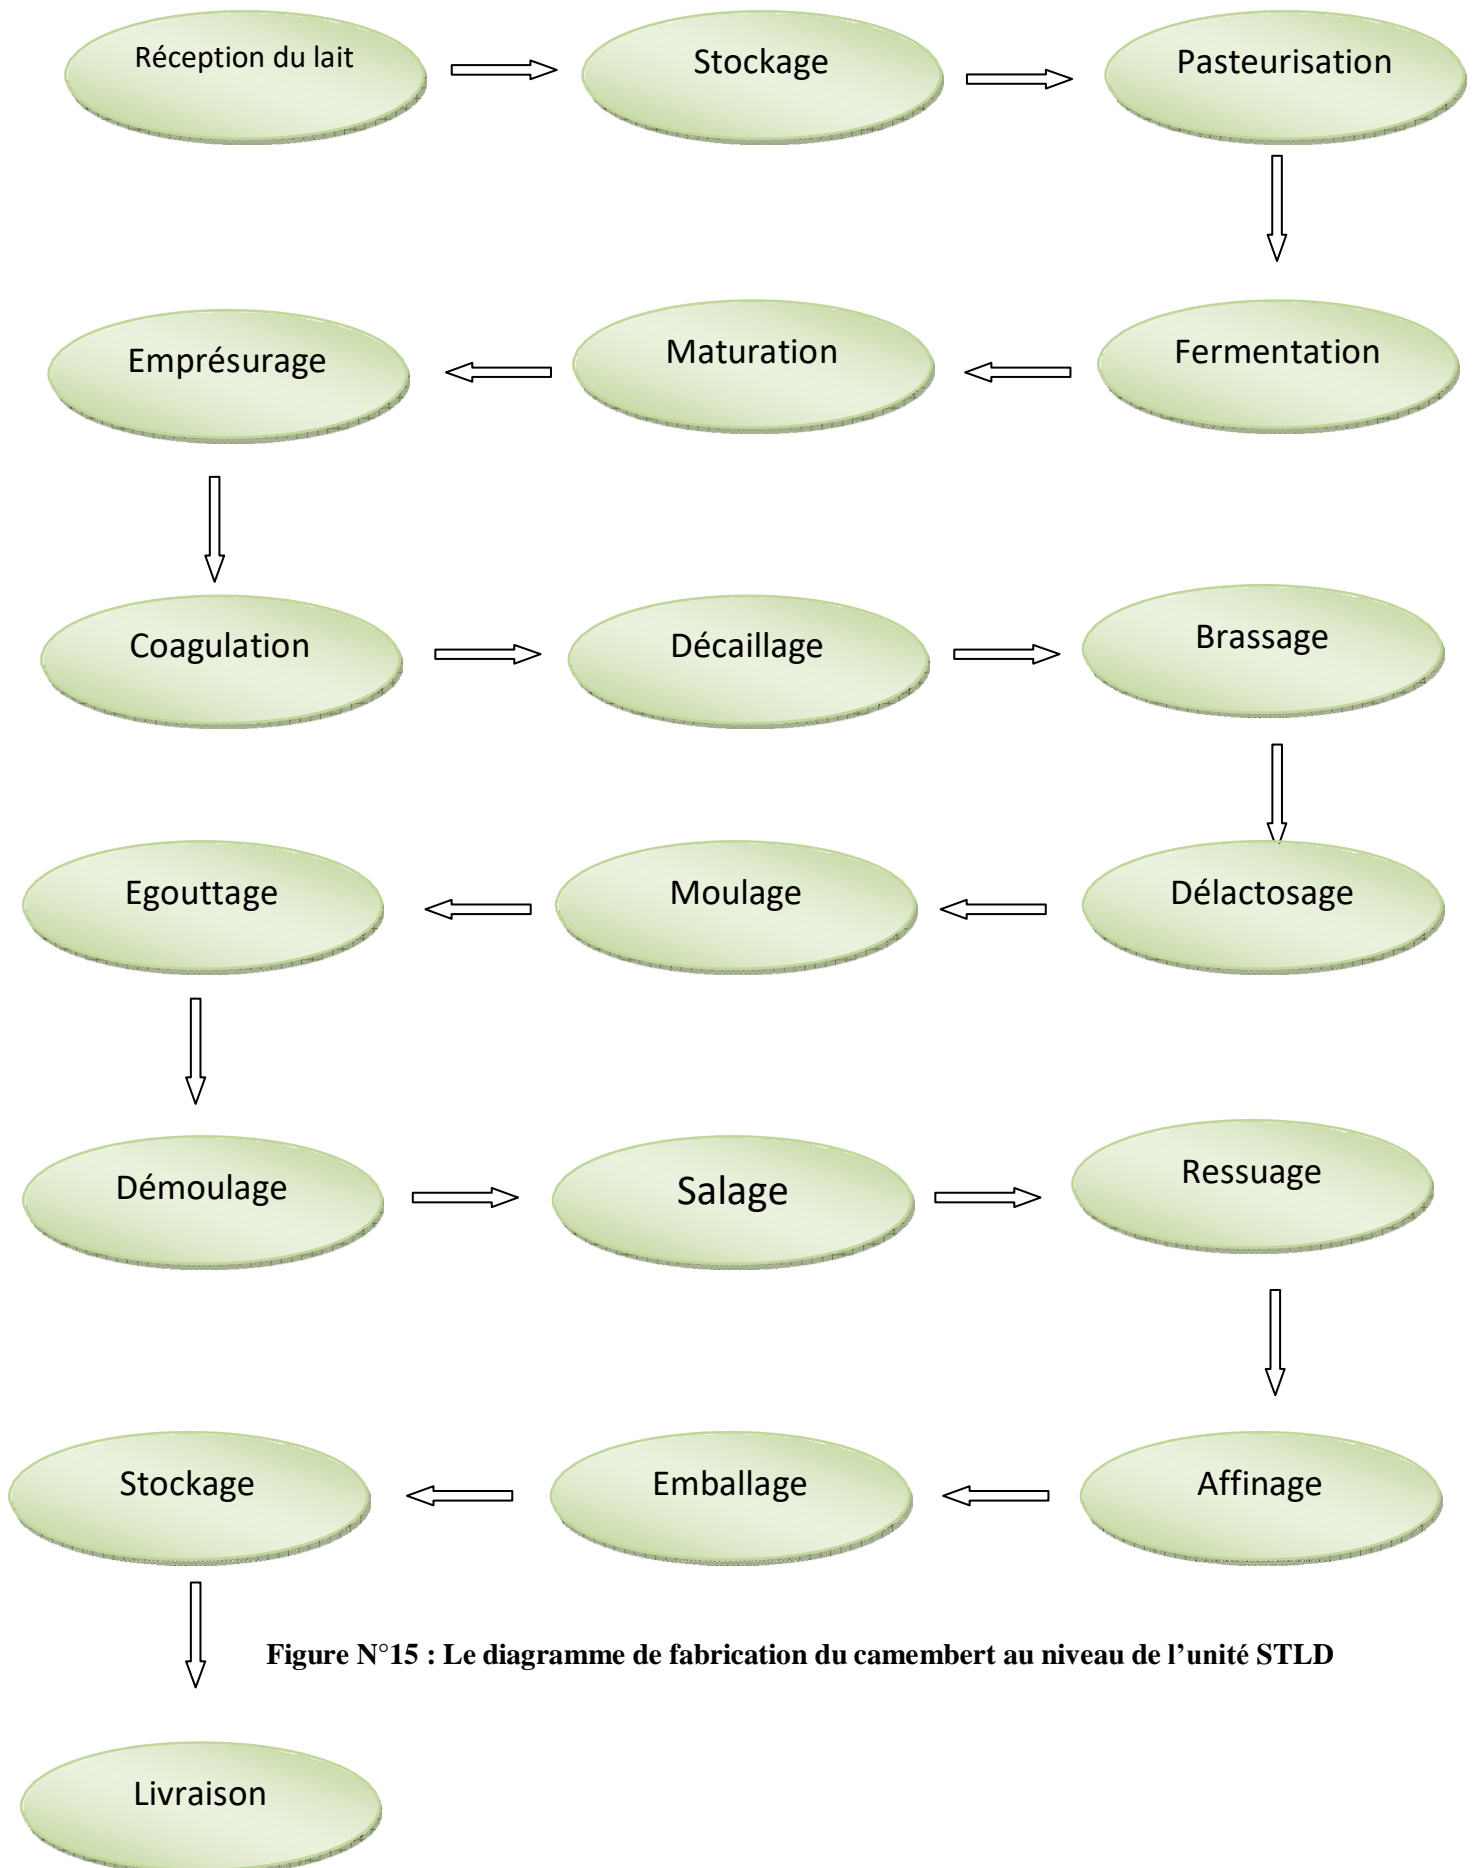 Réception du lait
Stockage
Pasteurisation
Fermentation
Maturation
Emprésurage
Coagulation
Décaillage
Brassage
Délactosage
Moulage
Egouttage
Démoulage
Salage
Ressuage
Affinage
Emballage
Stockage
Figure N°15 : Le diagramme de fabrication du camembert au niveau de l’unité STLD
Livraison